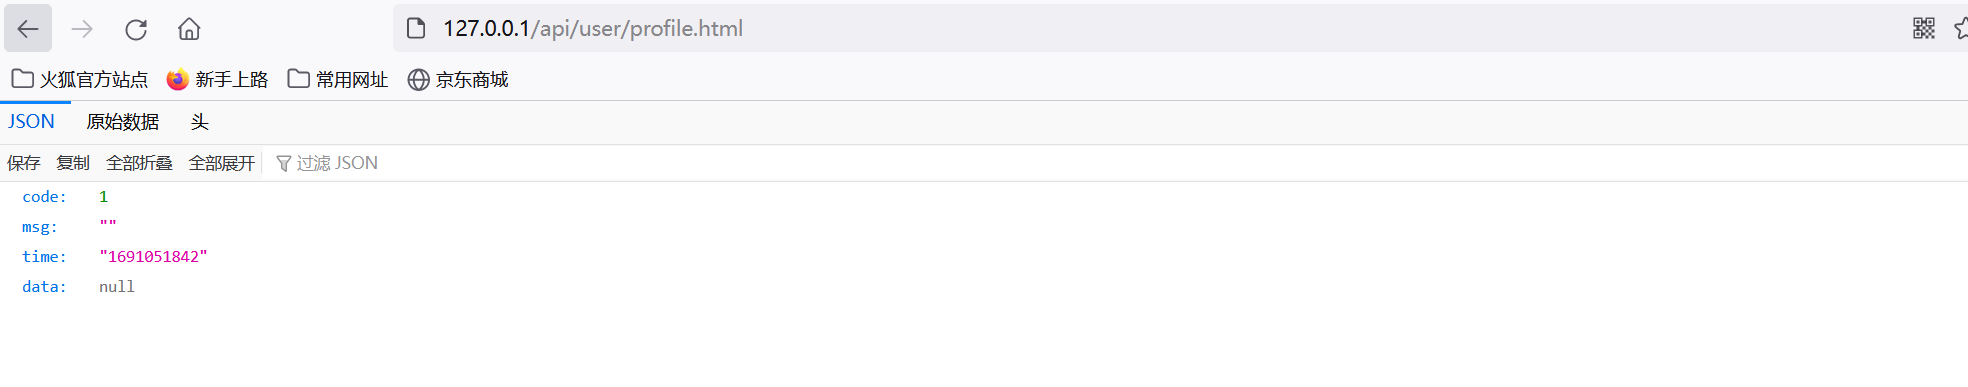 127.0.0.1/api/user/profile.html
火狐官方站点 新手上路 常用网址 京东商城
JSON 原始数据 头
保存 复制 全部折叠 全部展开 过滤 JSON
code: 1
msg: ""
time: "1691051842"
data: null